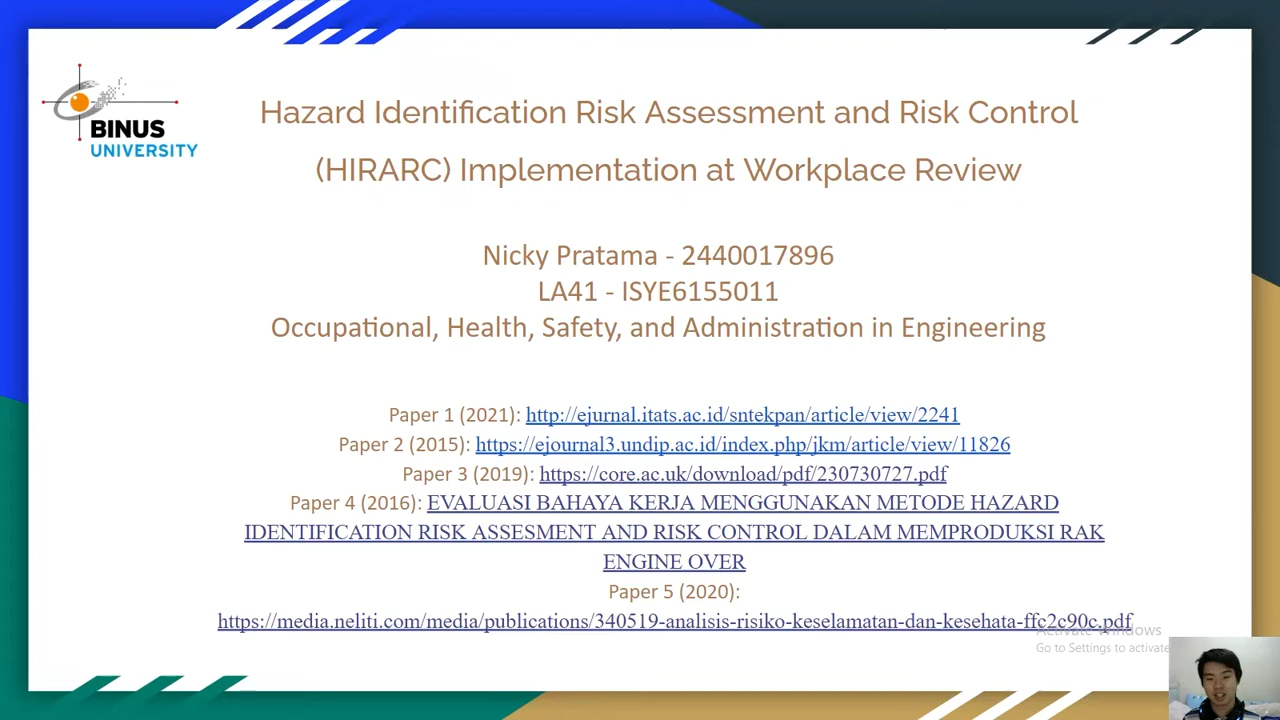 BINUS
UNIVERSITY
Hazard Identification Risk Assessment and Risk Control
(HIRARC) Implementation at Workplace Review
Nicky Pratama - 2440017896
LA41 - ISYE6155011
Occupational, Health, Safety, and Administration in Engineering
Paper 1 (2021): http://ejurnal.itats.ac.id/sntekpan/article/view/2241
Paper 2 (2015): https://ejournal3.undip.ac.id/index.php/jkm/article/view/11826
Paper 3 (2019): https://core.ac.uk/download/pdf/230730727.pdf
Paper 4 (2016): EVALUASI BAHAYA KERJA MENGGUNAKAN METODE HAZARD
IDENTIFICATION RISK ASSESMENT AND RISK CONTROL DALAM MEMPRODUKSI RAK
ENGINE OVER
Paper 5 (2020):
https://media.neliti.com/media/publications/340519-analisis-risiko-keselamatan-dan-kesehata-ffc2c90c.pdf
Activate Windows
Go to Settings to activate